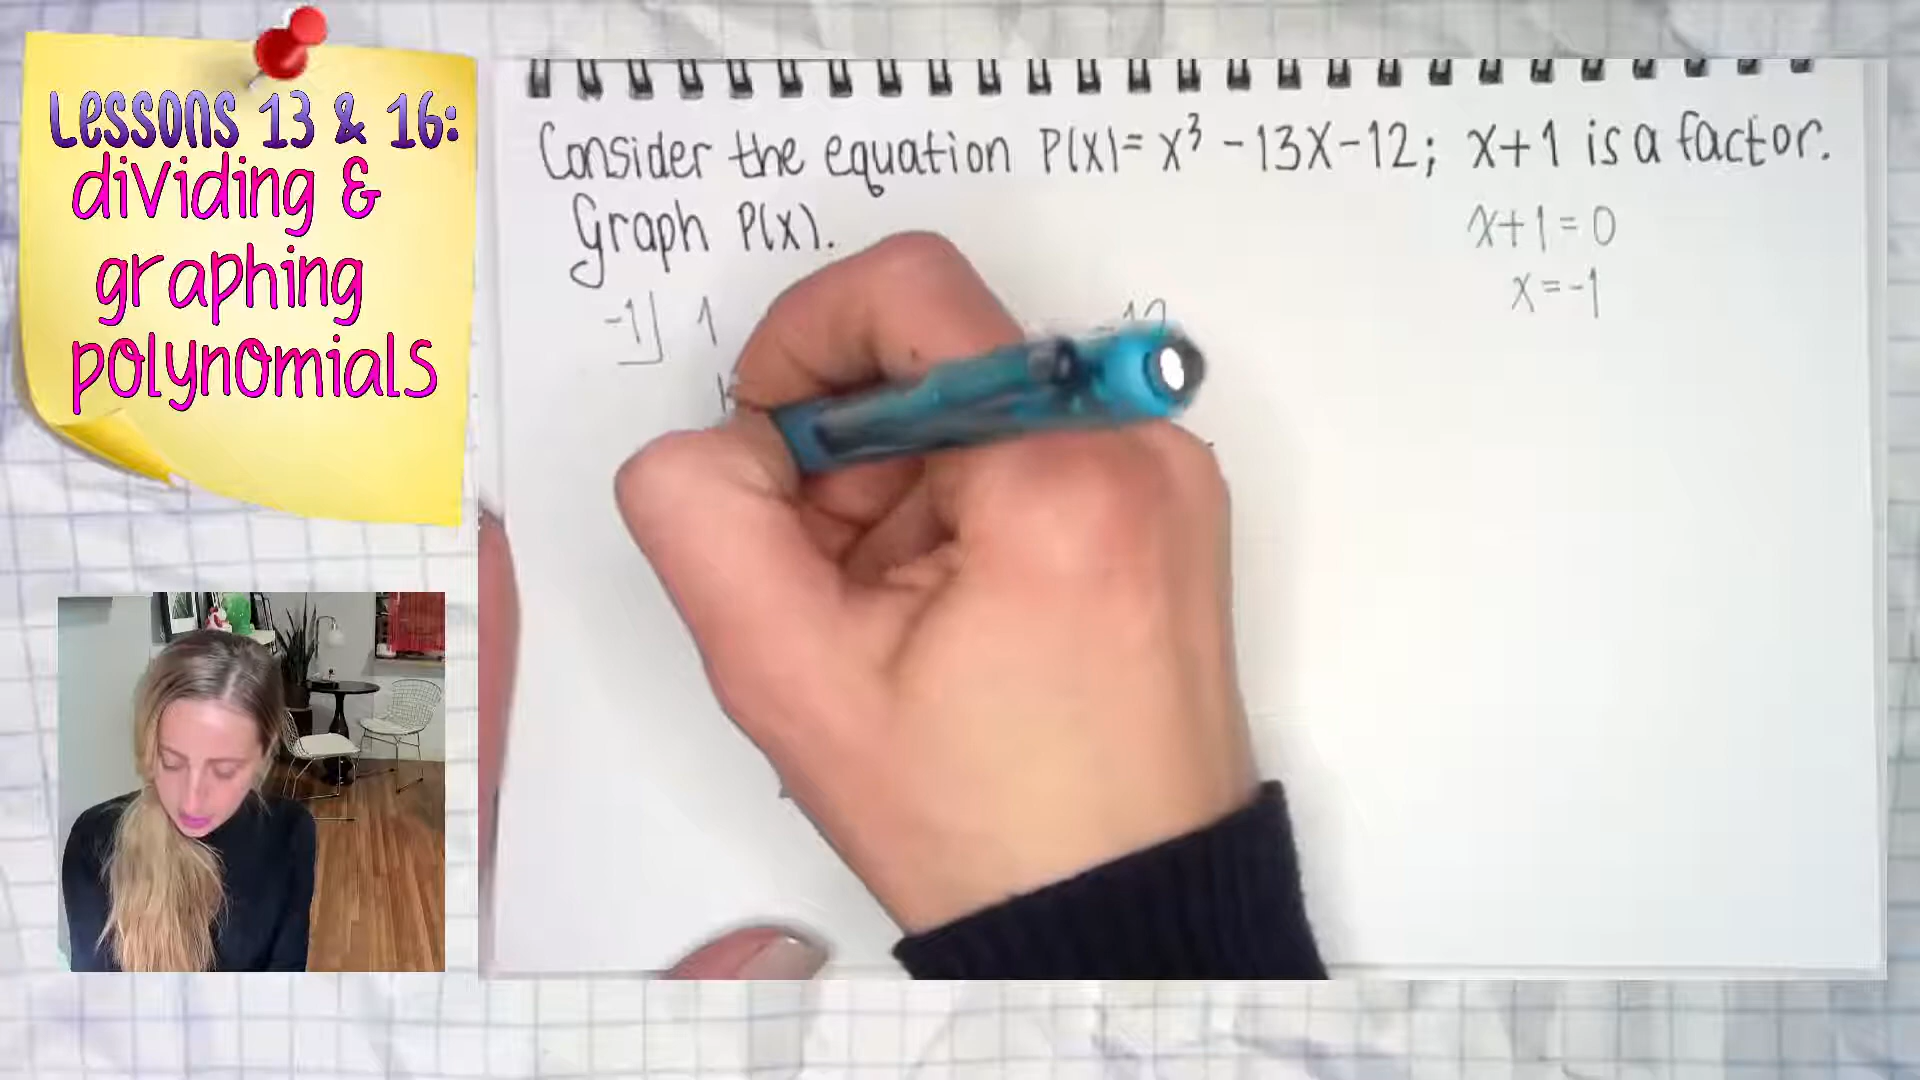 Lessons 13 & 16:
dividing &
graphing
polynomials
Consider the equation P(x) = x³ - 13x - 12; x+1 is a factor.
Graph P(x).
x+1 = 0
x = -1
-1⌋ 1 -12